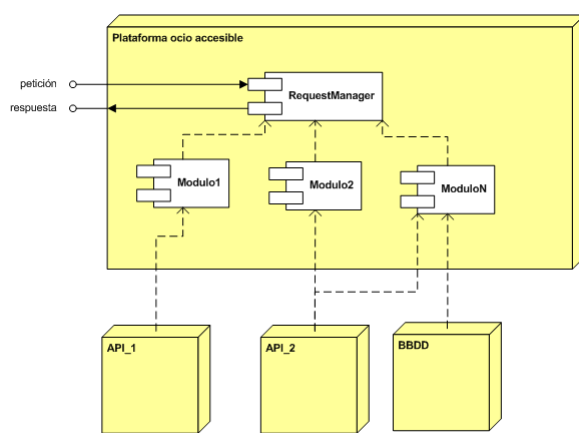 Plataforma ocio accesible
petición
RequestManager
respuesta
Modulo1
Modulo2
ModuloN
API_1
API_2
BBDD